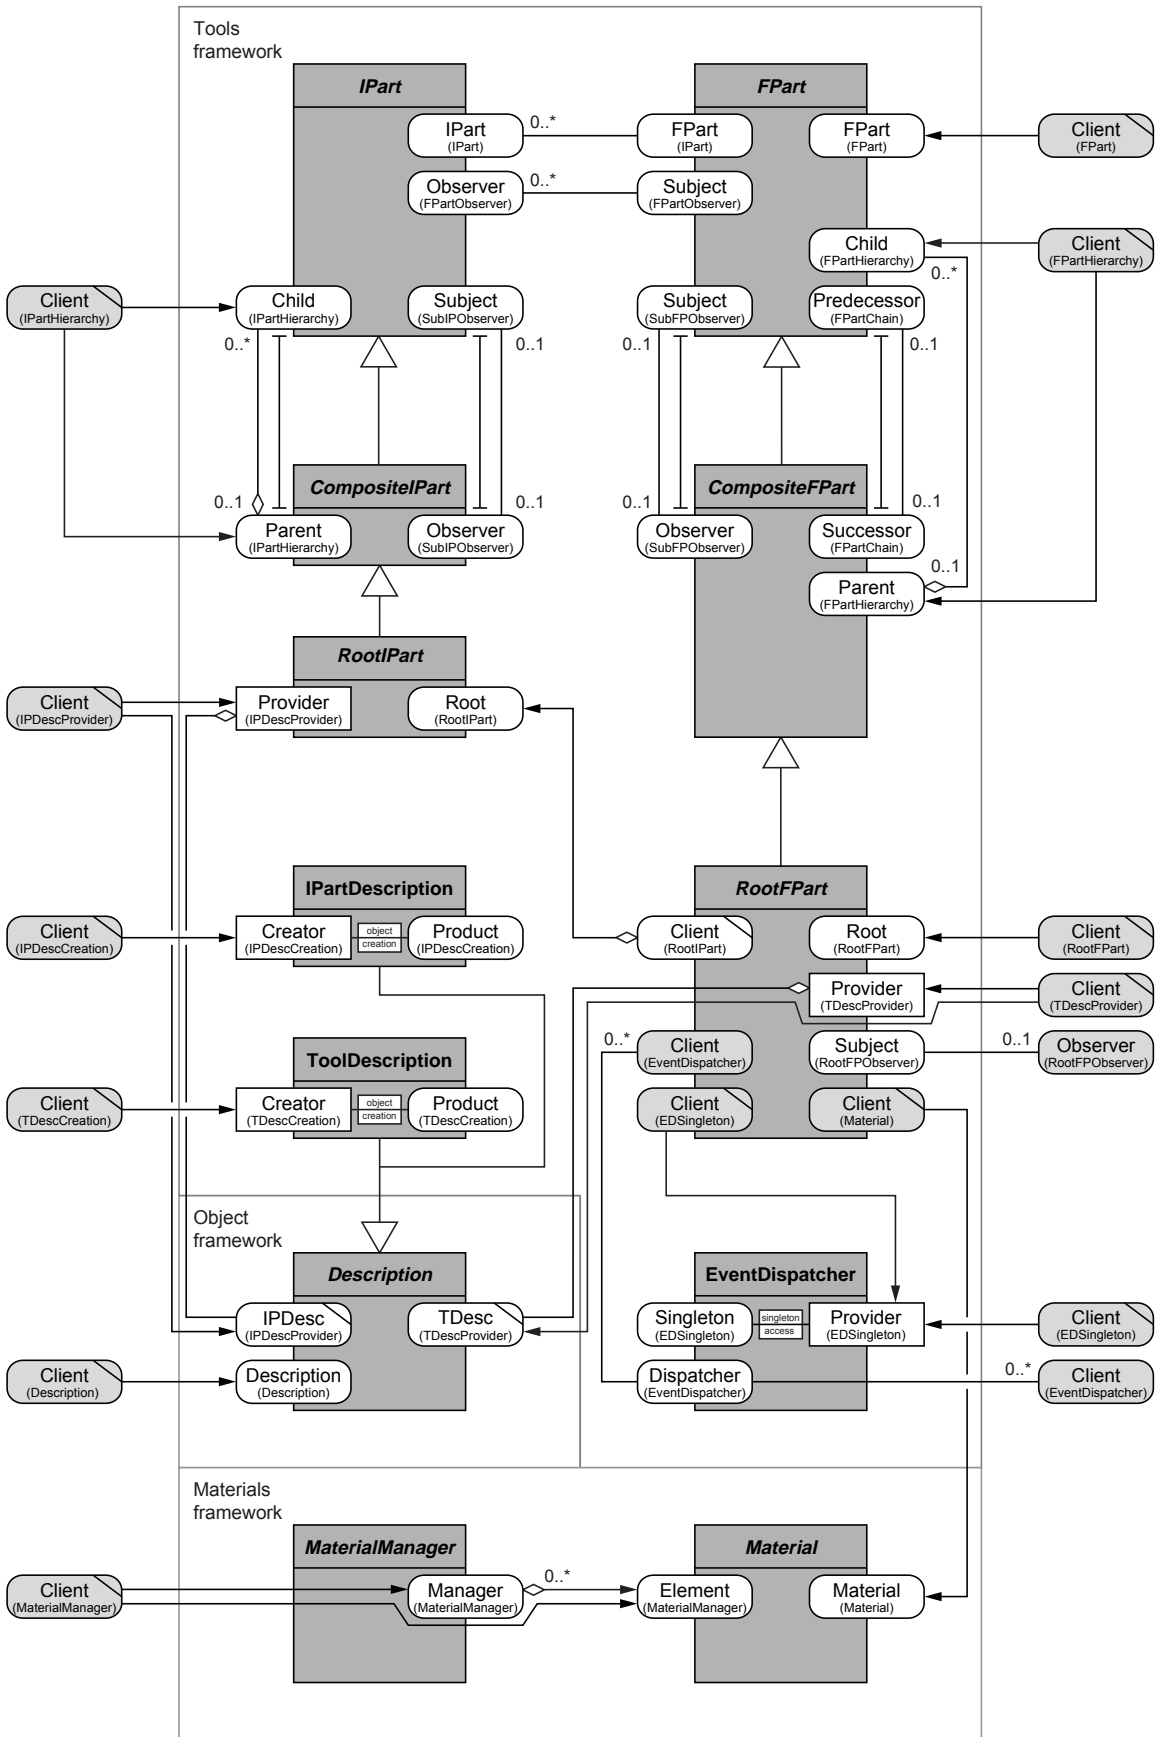 Tools
framework
IPart
FPart
IPart
(IPart)
0..*
FPart
(IPart)
FPart
(FPart)
Client
(FPart)
Observer
(FPartObserver)
0..*
Subject
(FPartObserver)
Child
(FPartHierarchy)
0..*
Client
(FPartHierarchy)
Client
(IPartHierarchy)
Child
(IPartHierarchy)
0..*
Subject
(SubIPObserver)
0..1
Subject
(SubFPObserver)
0..1
Predecessor
(FPartChain)
0..1
CompositeIPart
CompositeFPart
0..1
Parent
(IPartHierarchy)
0..1
Observer
(SubIPObserver)
0..1
Observer
(SubFPObserver)
0..1
Successor
(FPartChain)
0..1
Parent
(FPartHierarchy)
RootIPart
Client
(IPDescProvider)
Provider
(IPDescProvider)
Root
(RootIPart)
IPartDescription
RootFPart
Client
(IPDescCreation)
Creator
(IPDescCreation)
object
creation
Product
(IPDescCreation)
Client
(RootIPart)
Root
(RootFPart)
Client
(RootFPart)
Provider
(TDescProvider)
Client
(TDescProvider)
ToolDescription
0..*
Client
(EventDispatcher)
Subject
(RootFPObserver)
0..1
Observer
(RootFPObserver)
Client
(TDescCreation)
Creator
(TDescCreation)
object
creation
Product
(TDescCreation)
Client
(EDSingleton)
Client
(Material)
Object
framework
Description
EventDispatcher
IPDesc
(IPDescProvider)
TDesc
(TDescProvider)
Singleton
(EDSingleton)
singleton
access
Provider
(EDSingleton)
Client
(EDSingleton)
Client
(Description)
Description
(Description)
Dispatcher
(EventDispatcher)
0..*
Client
(EventDispatcher)
Materials
framework
MaterialManager
Material
Client
(MaterialManager)
Manager
(MaterialManager)
0..*
Element
(MaterialManager)
Material
(Material)